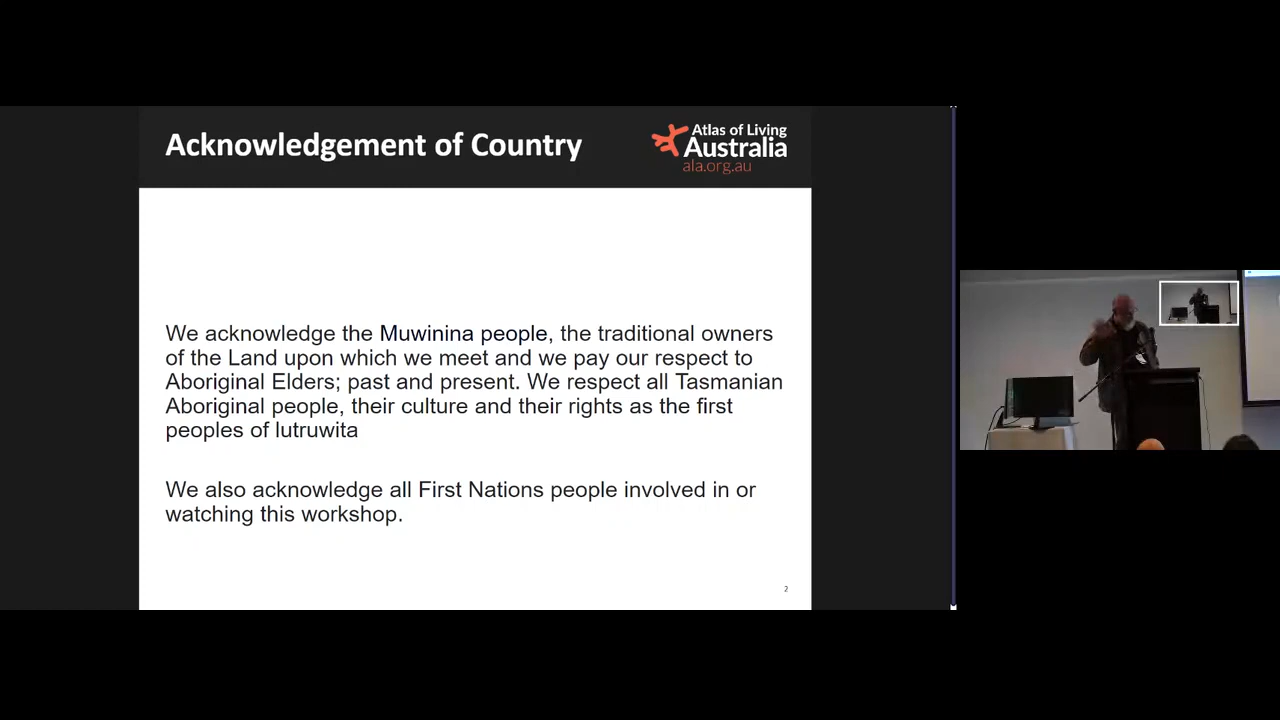 Acknowledgement of Country
Atlas of Living
Australia
ala.org.au
We acknowledge the Muwinina people, the traditional owners
of the Land upon which we meet and we pay our respect to
Aboriginal Elders; past and present. We respect all Tasmanian
Aboriginal people, their culture and their rights as the first
peoples of lutruwita
We also acknowledge all First Nations people involved in or
watching this workshop.
2